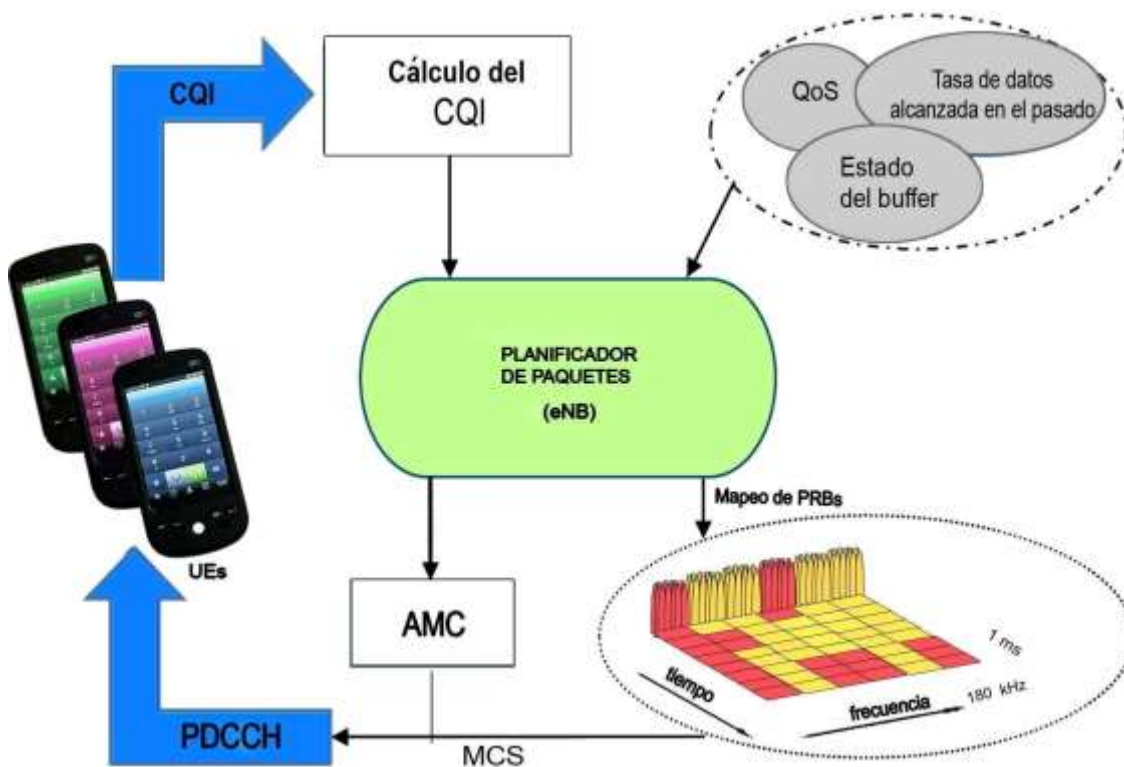 CQI
Cálculo del
CQI
QoS
Tasa de datos
alcanzada en el pasado
Estado
del buffer
PLANIFICADOR
DE PAQUETES
(eNB)
Mapeo de PRBs
UEs
AMC
1 ms
tiempo
frecuencia
180 kHz
PDCCH
MCS